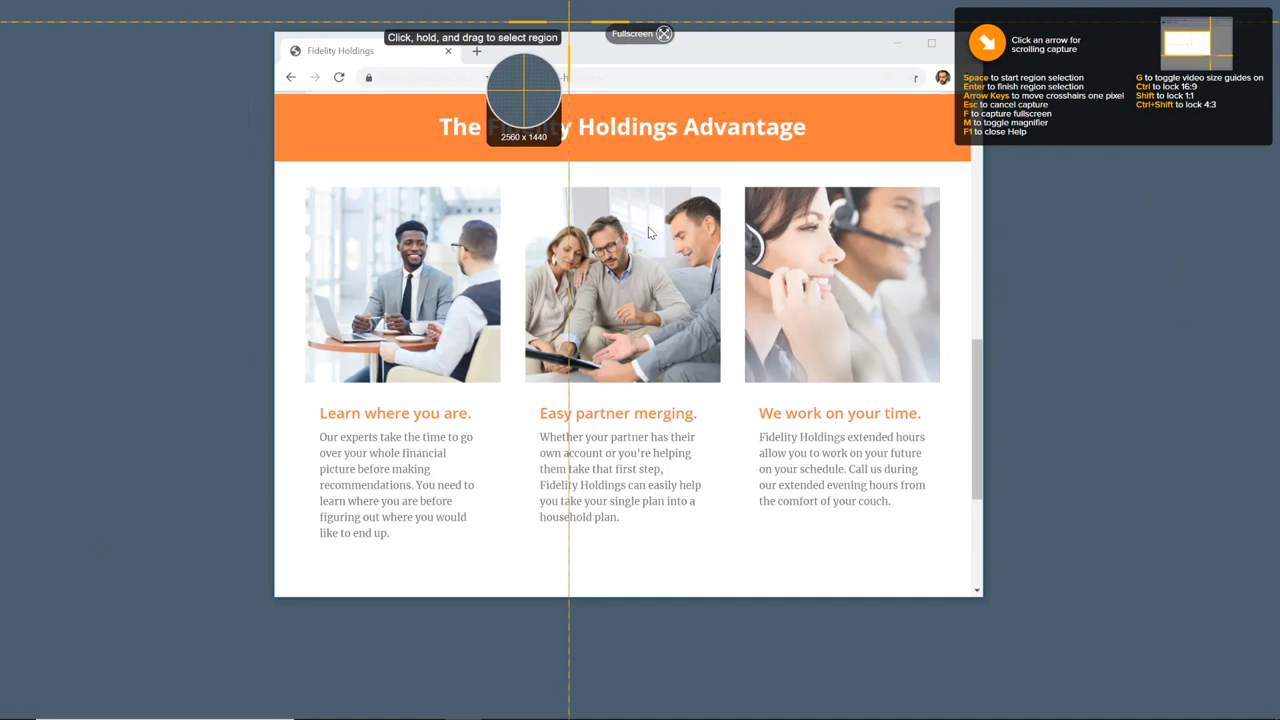 Click, hold, and drag to select region
Fullscreen
Fidelity Holdings
2560 x 1440
Click an arrow for
scrolling capture
Space to start region selection
Enter to finish region selection
Arrow Keys to move crosshairs one pixel
Esc to cancel capture
F to capture fullscreen
M to toggle magnifier
F1 to close Help
G to toggle video size guides on
Ctrl to lock 16:9
Shift to lock 1:1
Ctrl+Shift to lock 4:3
The Fidelity Holdings Advantage
Learn where you are.
Our experts take the time to go
over your whole financial
picture before making
recommendations. You need to
learn where you are before
figuring out where you would
like to end up.
Easy partner merging.
Whether your partner has their
own account or you're helping
them take that first step,
Fidelity Holdings can easily help
you take your single plan into a
household plan.
We work on your time.
Fidelity Holdings extended hours
allow you to work on your future
on your schedule. Call us during
our extended evening hours from
the comfort of your couch.